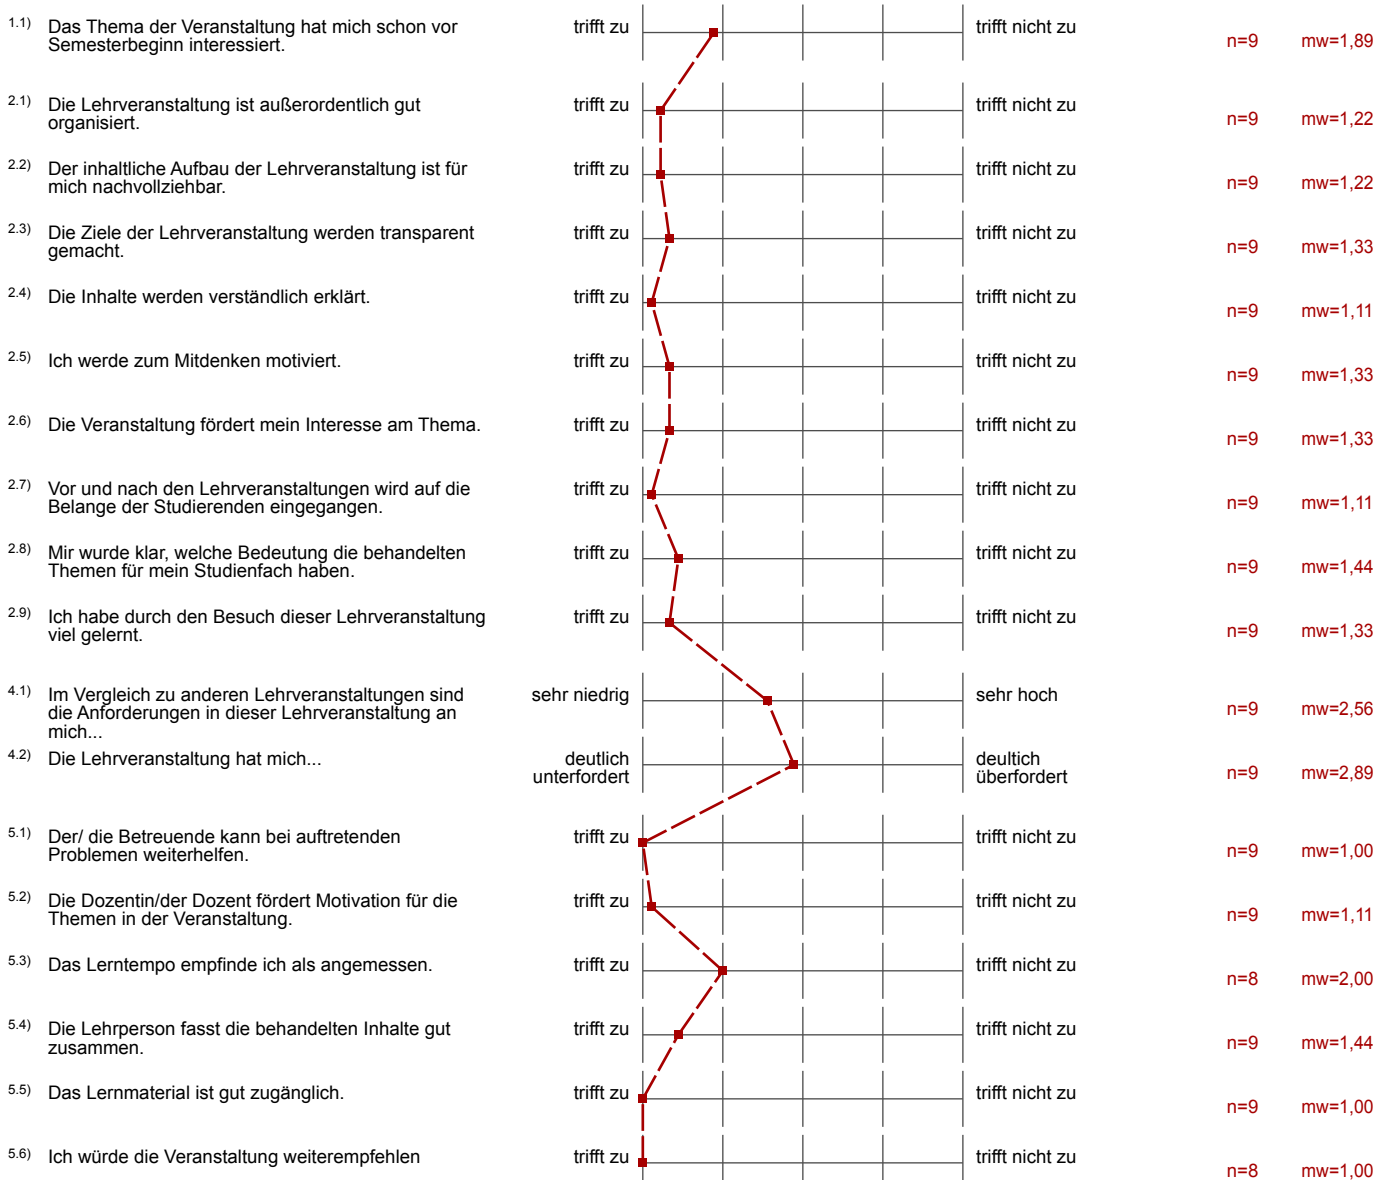 1.1) Das Thema der Veranstaltung hat mich schon vor
Semesterbeginn interessiert.
trifft zu
trifft nicht zu
n=9 mw=1,89
2.1) Die Lehrveranstaltung ist außerordentlich gut
organisiert.
trifft zu
trifft nicht zu
n=9 mw=1,22
2.2) Der inhaltliche Aufbau der Lehrveranstaltung ist für
mich nachvollziehbar.
trifft zu
trifft nicht zu
n=9 mw=1,22
2.3) Die Ziele der Lehrveranstaltung werden transparent
gemacht.
trifft zu
trifft nicht zu
n=9 mw=1,33
2.4) Die Inhalte werden verständlich erklärt.
trifft zu
trifft nicht zu
n=9 mw=1,11
2.5) Ich werde zum Mitdenken motiviert.
trifft zu
trifft nicht zu
n=9 mw=1,33
2.6) Die Veranstaltung fördert mein Interesse am Thema.
trifft zu
trifft nicht zu
n=9 mw=1,33
2.7) Vor und nach den Lehrveranstaltungen wird auf die
Belange der Studierenden eingegangen.
trifft zu
trifft nicht zu
n=9 mw=1,11
2.8) Mir wurde klar, welche Bedeutung die behandelten
Themen für mein Studienfach haben.
trifft zu
trifft nicht zu
n=9 mw=1,44
2.9) Ich habe durch den Besuch dieser Lehrveranstaltung
viel gelernt.
trifft zu
trifft nicht zu
n=9 mw=1,33
4.1) Im Vergleich zu anderen Lehrveranstaltungen sind
die Anforderungen in dieser Lehrveranstaltung an
mich...
sehr niedrig
sehr hoch
n=9 mw=2,56
4.2) Die Lehrveranstaltung hat mich...
deutlich
unterfordert
deultich
überfordert
n=9 mw=2,89
5.1) Der/ die Betreuende kann bei auftretenden
Problemen weiterhelfen.
trifft zu
trifft nicht zu
n=9 mw=1,00
5.2) Die Dozentin/der Dozent fördert Motivation für die
Themen in der Veranstaltung.
trifft zu
trifft nicht zu
n=9 mw=1,11
5.3) Das Lerntempo empfinde ich als angemessen.
trifft zu
trifft nicht zu
n=8 mw=2,00
5.4) Die Lehrperson fasst die behandelten Inhalte gut
zusammen.
trifft zu
trifft nicht zu
n=9 mw=1,44
5.5) Das Lernmaterial ist gut zugänglich.
trifft zu
trifft nicht zu
n=9 mw=1,00
5.6) Ich würde die Veranstaltung weiterempfehlen
trifft zu
trifft nicht zu
n=8 mw=1,00